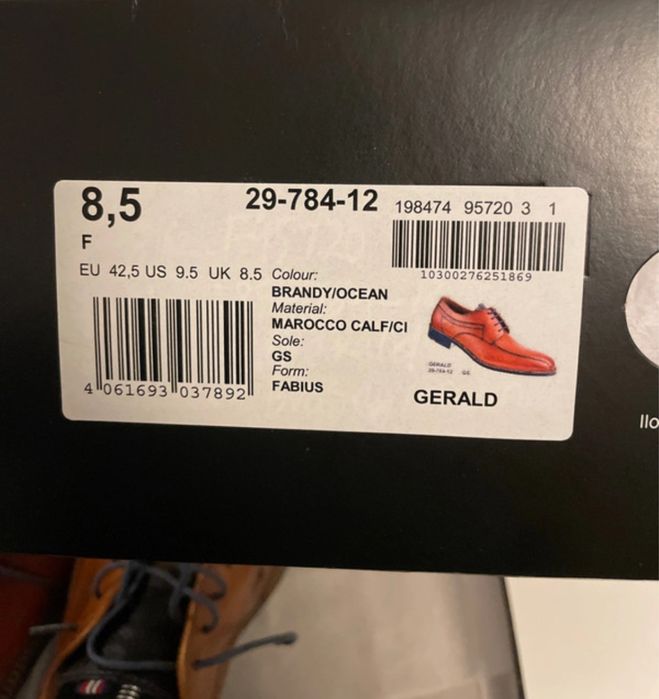 8,5
29-784-12
198474 95720 3 1
F
10300276251869
EU 42,5 US 9.5 UK 8.5
Colour:
BRANDY/OCEAN
Material:
MAROCCO CALF/CI
Sole:
GS
Form:
FABIUS
4 061693 037892
GERALD
29-784-12 GS
GERALD
llo